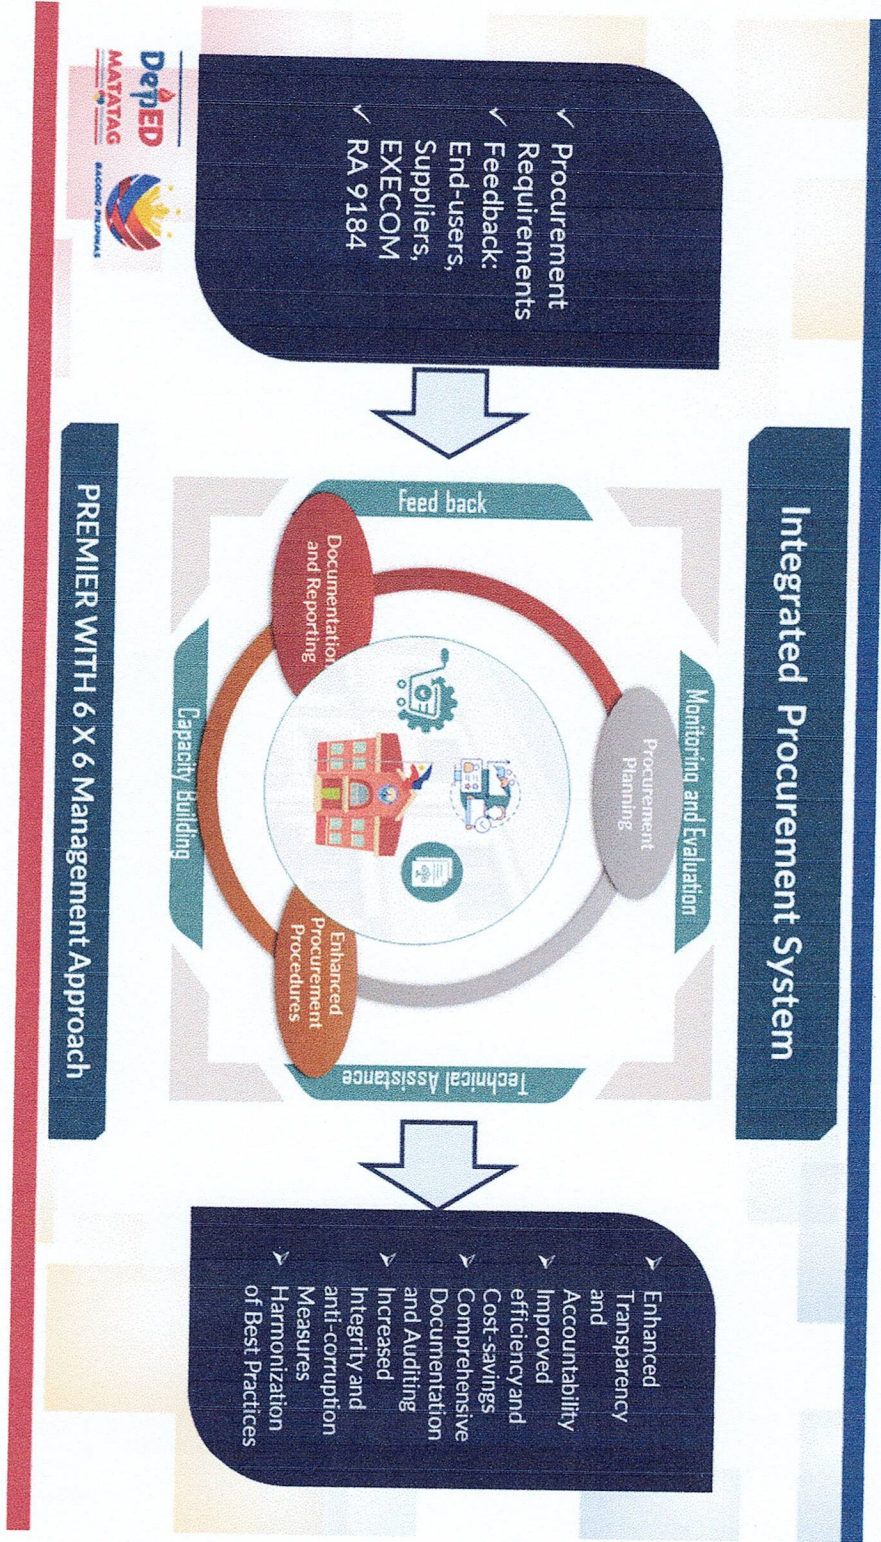 Integrated Procurement System
✓ Procurement
Requirements
✓ Feedback:
End-users,
Suppliers,
EXECOM
✓ RA 9184
Monitoring and Evaluation
Feed back
Technical Assistance
Capacity Building
Procurement
Planning
Documentation
and Reporting
Enhanced
Procurement
Procedures
➢ Enhanced
Transparency
and
Accountability
➢ Improved
efficiency and
Cost-savings
➢ Comprehensive
Documentation
and Auditing
➢ Increased
Integrity and
anti-corruption
Measures
➢ Harmonization
of Best Practices
PREMIER WITH 6 X 6 Management Approach
DepED
MATATAG
BAGONG PILIPINAS